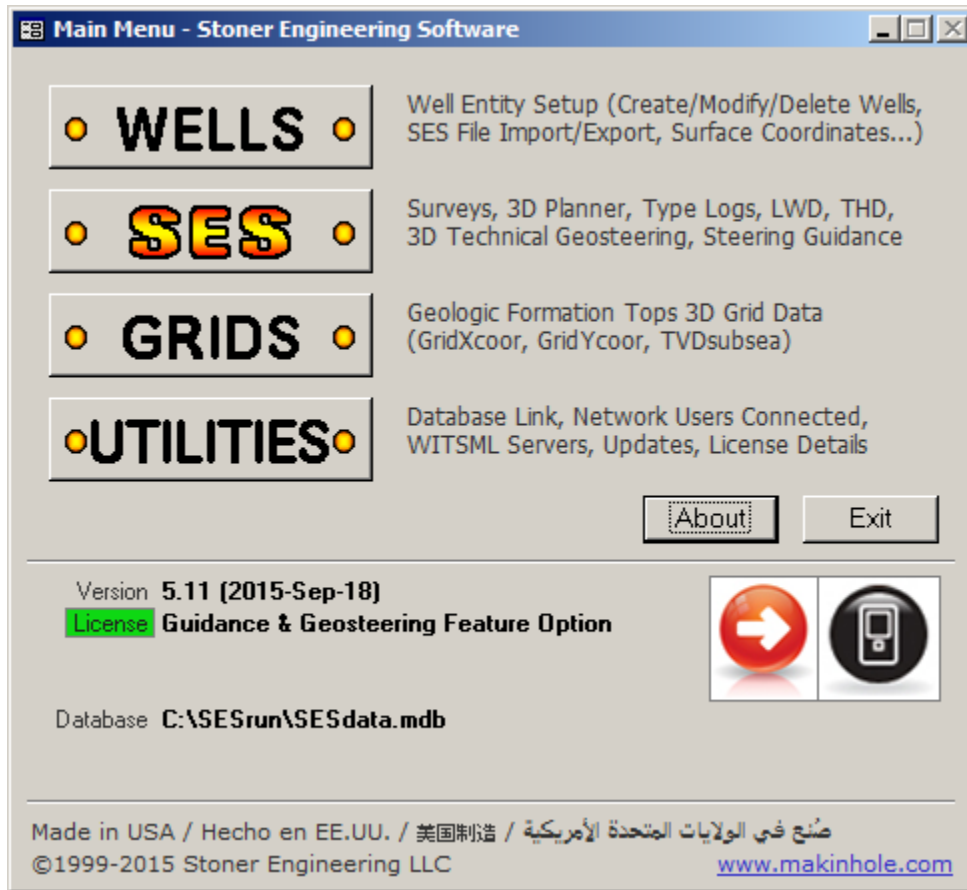 Main Menu - Stoner Engineering Software
WELLS
Well Entity Setup (Create/Modify/Delete Wells,
SES File Import/Export, Surface Coordinates...)
SES
Surveys, 3D Planner, Type Logs, LWD, THD,
3D Technical Geosteering, Steering Guidance
GRIDS
Geologic Formation Tops 3D Grid Data
(GridXcoor, GridYcoor, TVDsubsea)
UTILITIES
Database Link, Network Users Connected,
WITSML Servers, Updates, License Details
About Exit
Version 5.11 (2015-Sep-18)
License Guidance & Geosteering Feature Option
Database C:\SESrun\SESdata.mdb
Made in USA / Hecho en EE.UU. / 美国制造 / صُنع في الولايات المتحدة الأمريكية
©1999-2015 Stoner Engineering LLC www.makinhole.com